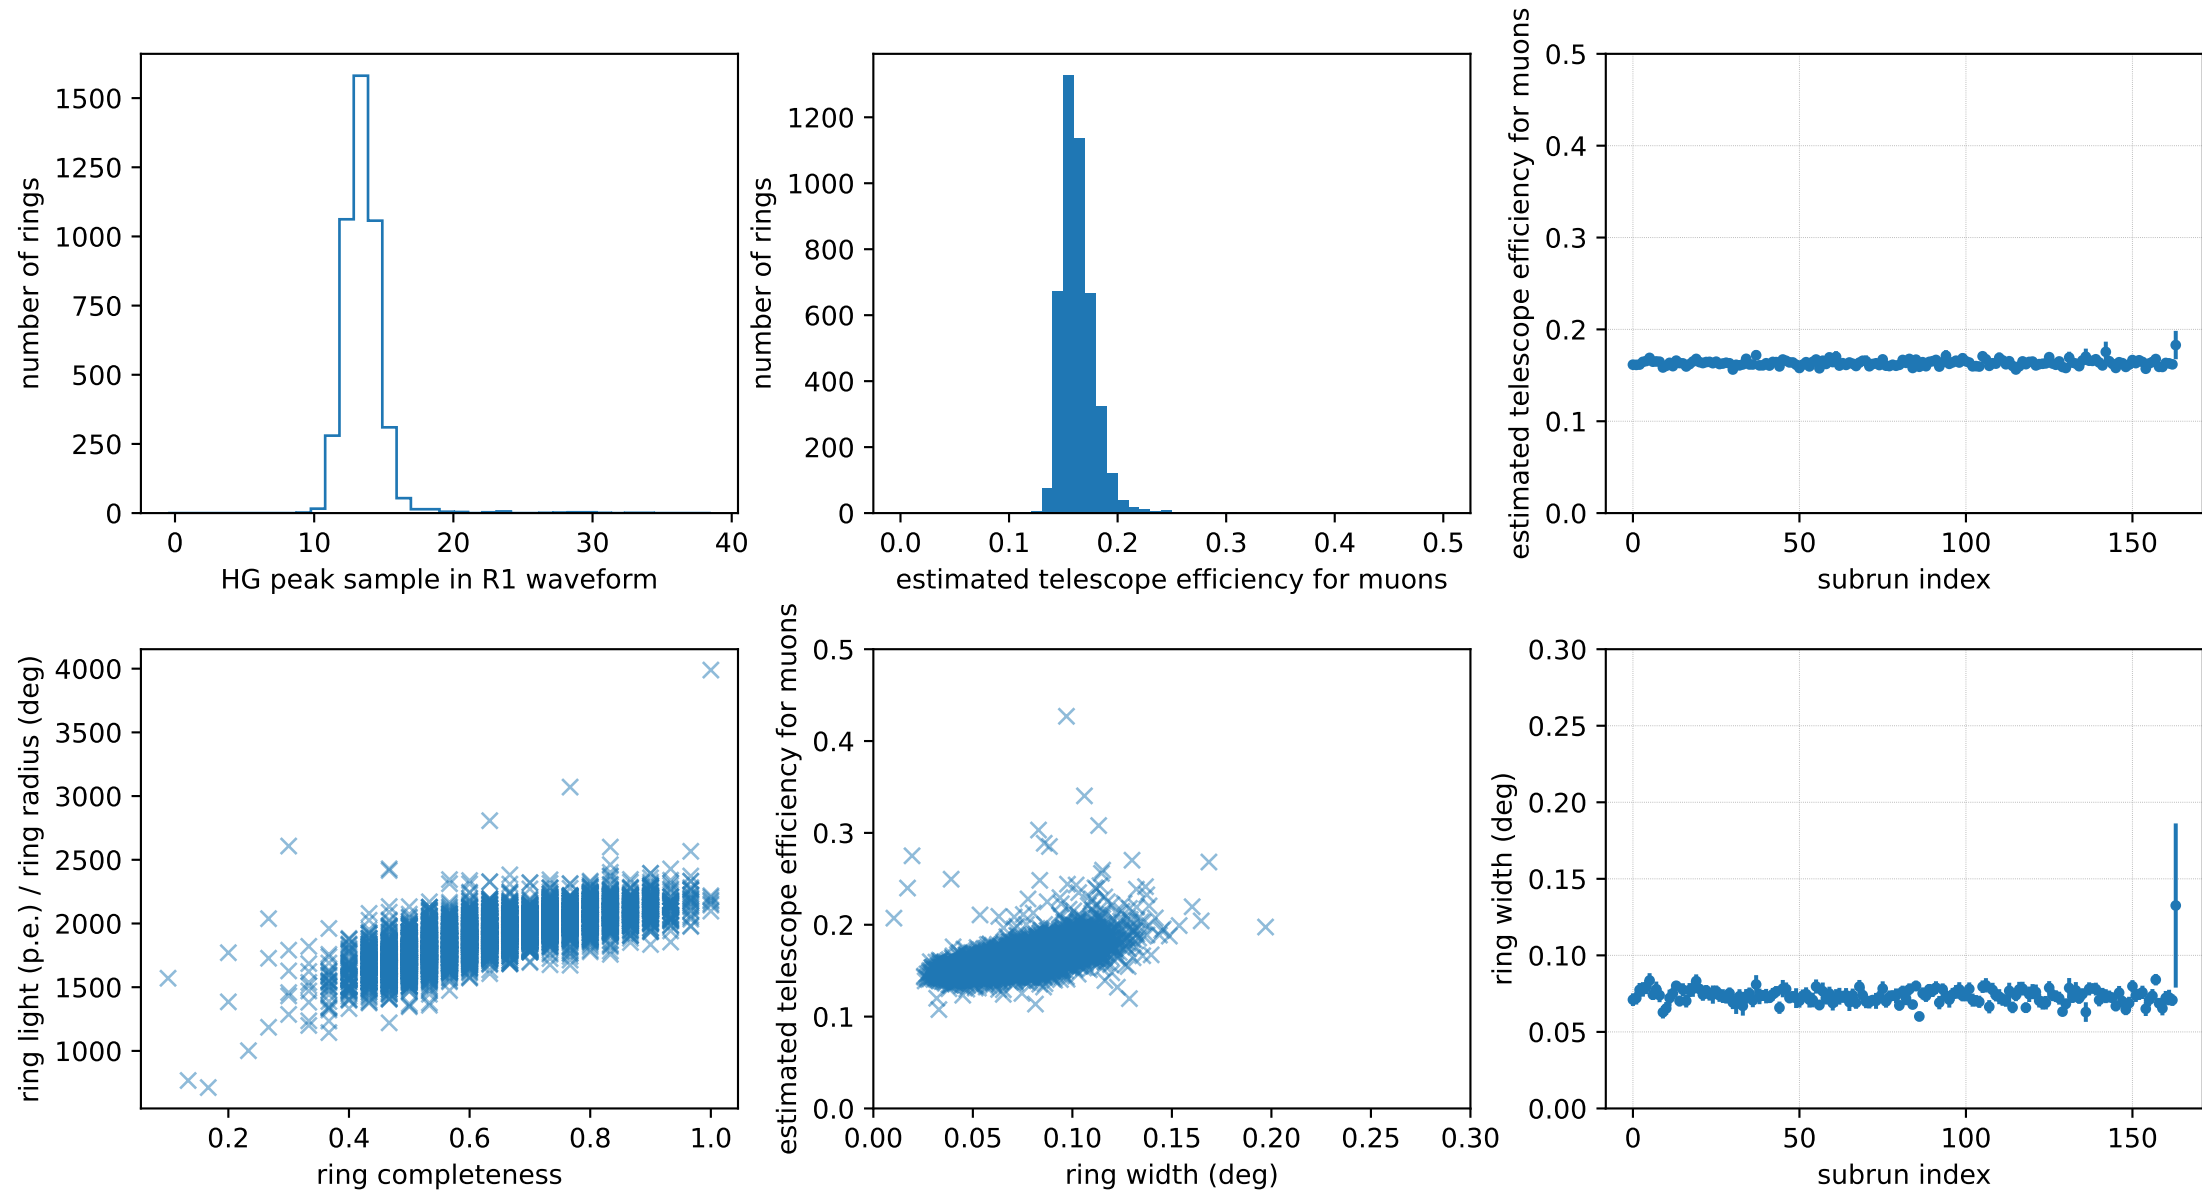 1500
1250
1000
750
500
250
0
number of rings
0 10 20 30 40
HG peak sample in R1 waveform
1200
1000
800
600
400
200
0
number of rings
0.0 0.1 0.2 0.3 0.4 0.5
estimated telescope efficiency for muons
0.5
0.4
0.3
0.2
0.1
0.0
estimated telescope efficiency for muons
0 50 100 150
subrun index
4000
3500
3000
2500
2000
1500
1000
ring light (p.e.) / ring radius (deg)
0.2 0.4 0.6 0.8 1.0
ring completeness
0.5
0.4
0.3
0.2
0.1
0.0
estimated telescope efficiency for muons
0.00 0.05 0.10 0.15 0.20 0.25 0.30
ring width (deg)
0.30
0.25
0.20
0.15
0.10
0.05
0.00
ring width (deg)
0 50 100 150
subrun index